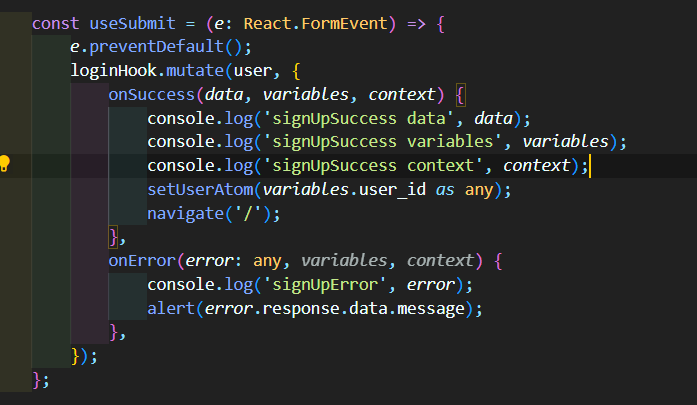 const useSubmit = (e: React.FormEvent) => {
e.preventDefault();
loginHook.mutate(user, {
onSuccess(data, variables, context) {
console.log('signUpSuccess data', data);
console.log('signUpSuccess variables', variables);
console.log('signUpSuccess context', context);
setUserAtom(variables.user_id as any);
navigate('/');
},
onError(error: any, variables, context) {
console.log('signUpError', error);
alert(error.response.data.message);
},
});
};